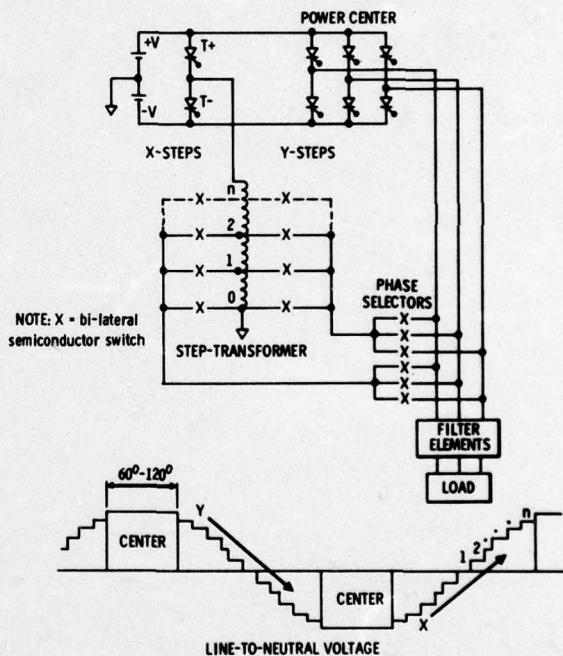 POWER CENTER
+V
T+
-V
T-
X-STEPS
Y-STEPS
n
X
X
2
X
X
1
X
X
0
X
X
NOTE: X = bi-lateral
semiconductor switch
STEP-TRANSFORMER
PHASE
SELECTORS
X
X
X
X
X
X
FILTER
ELEMENTS
LOAD
60°-120°
CENTER
Y
CENTER
X
1
2
n
LINE-TO-NEUTRAL VOLTAGE